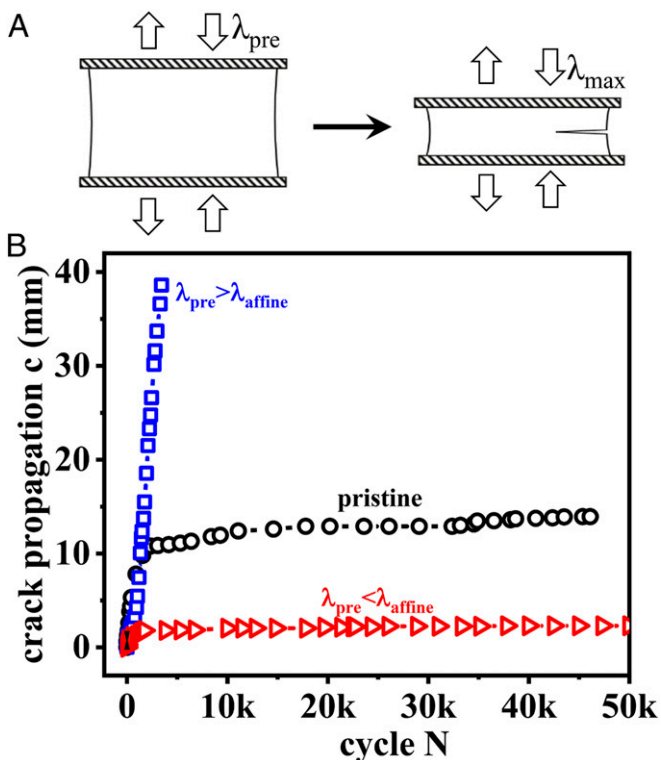 A
λpre
λmax
B
crack propagation c (mm)
40
30
20
10
0
λpre>λaffine
pristine
λpre<λaffine
0 10k 20k 30k 40k 50k
cycle N